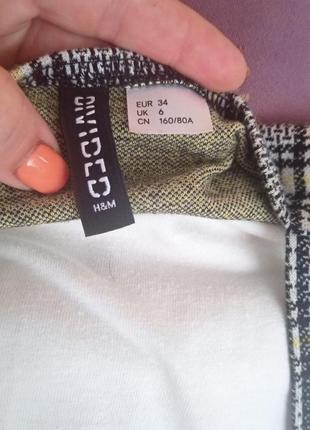 DIVIDED
H&M
EUR 34
UK 6
CN 160/80A